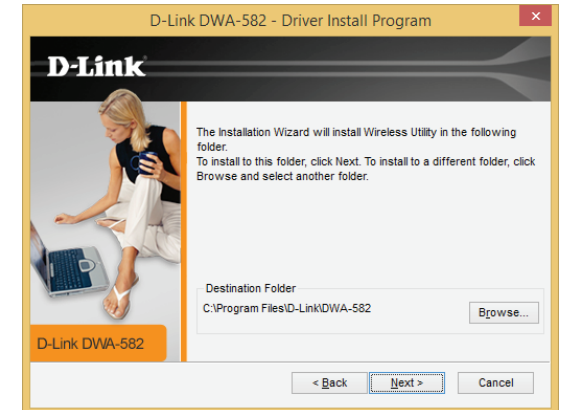 D-Link DWA-582 - Driver Install Program
D-Link
The Installation Wizard will install Wireless Utility in the following
folder.
To install to this folder, click Next. To install to a different folder, click
Browse and select another folder.
Destination Folder
C:\Program Files\D-Link\DWA-582
Browse...
D-Link DWA-582
< Back
Next >
Cancel